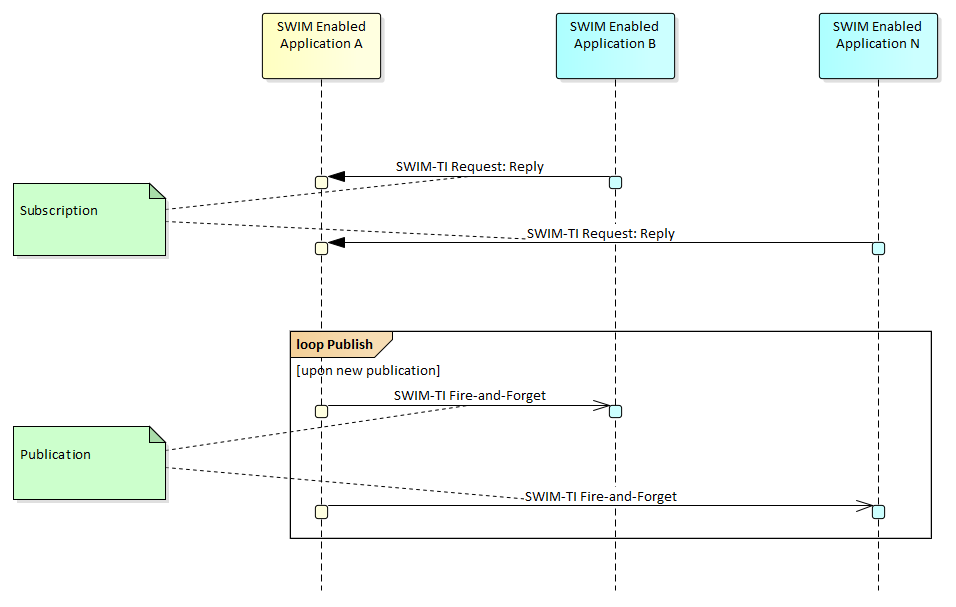 SWIM Enabled
Application A
SWIM Enabled
Application B
SWIM Enabled
Application N
SWIM-TI Request: Reply
Subscription
SWIM-TI Request: Reply
loop Publish
[upon new publication]
SWIM-TI Fire-and-Forget
Publication
SWIM-TI Fire-and-Forget